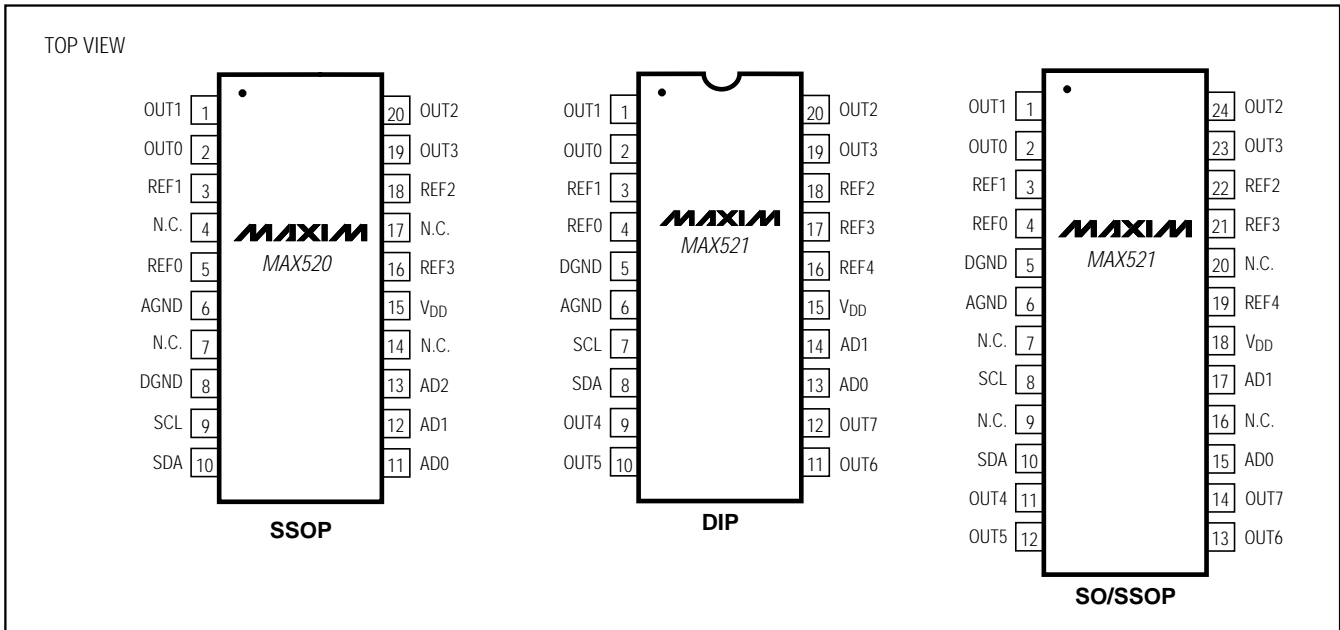 TOP VIEW
OUT1 1 20 OUT2
OUT0 2 19 OUT3
REF1 3 18 REF2
N.C. 4 17 N.C.
REF0 5 16 REF3
AGND 6 15 VDD
N.C. 7 14 N.C.
DGND 8 13 AD2
SCL 9 12 AD1
SDA 10 11 AD0
MAXIM
MAX520
SSOP
OUT1 1 20 OUT2
OUT0 2 19 OUT3
REF1 3 18 REF2
REF0 4 17 REF3
DGND 5 16 REF4
AGND 6 15 VDD
SCL 7 14 AD1
SDA 8 13 AD0
OUT4 9 12 OUT7
OUT5 10 11 OUT6
MAXIM
MAX521
DIP
OUT1 1 24 OUT2
OUT0 2 23 OUT3
REF1 3 22 REF2
REF0 4 21 REF3
DGND 5 20 N.C.
AGND 6 19 REF4
N.C. 7 18 VDD
SCL 8 17 AD1
N.C. 9 16 N.C.
SDA 10 15 AD0
OUT4 11 14 OUT7
OUT5 12 13 OUT6
MAXIM
MAX521
SO/SSOP